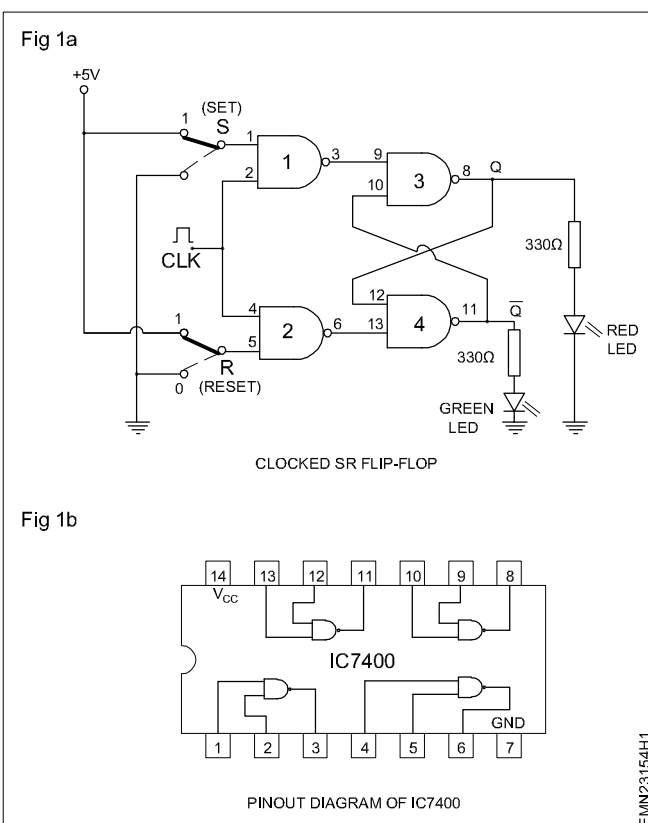 Fig 1a
+5V
(SET)
1
S
1
1
3
9
8
Q
2
10
3
CLK
330Ω
4
12
11
Q̅
1
2
6
13
4
5
330Ω
RED
LED
R
0
(RESET)
GREEN
LED
CLOCKED SR FLIP-FLOP
Fig 1b
14 13 12 11 10 9 8
VCC
IC7400
GND
1 2 3 4 5 6 7
PINOUT DIAGRAM OF IC7400
EMN23154H1